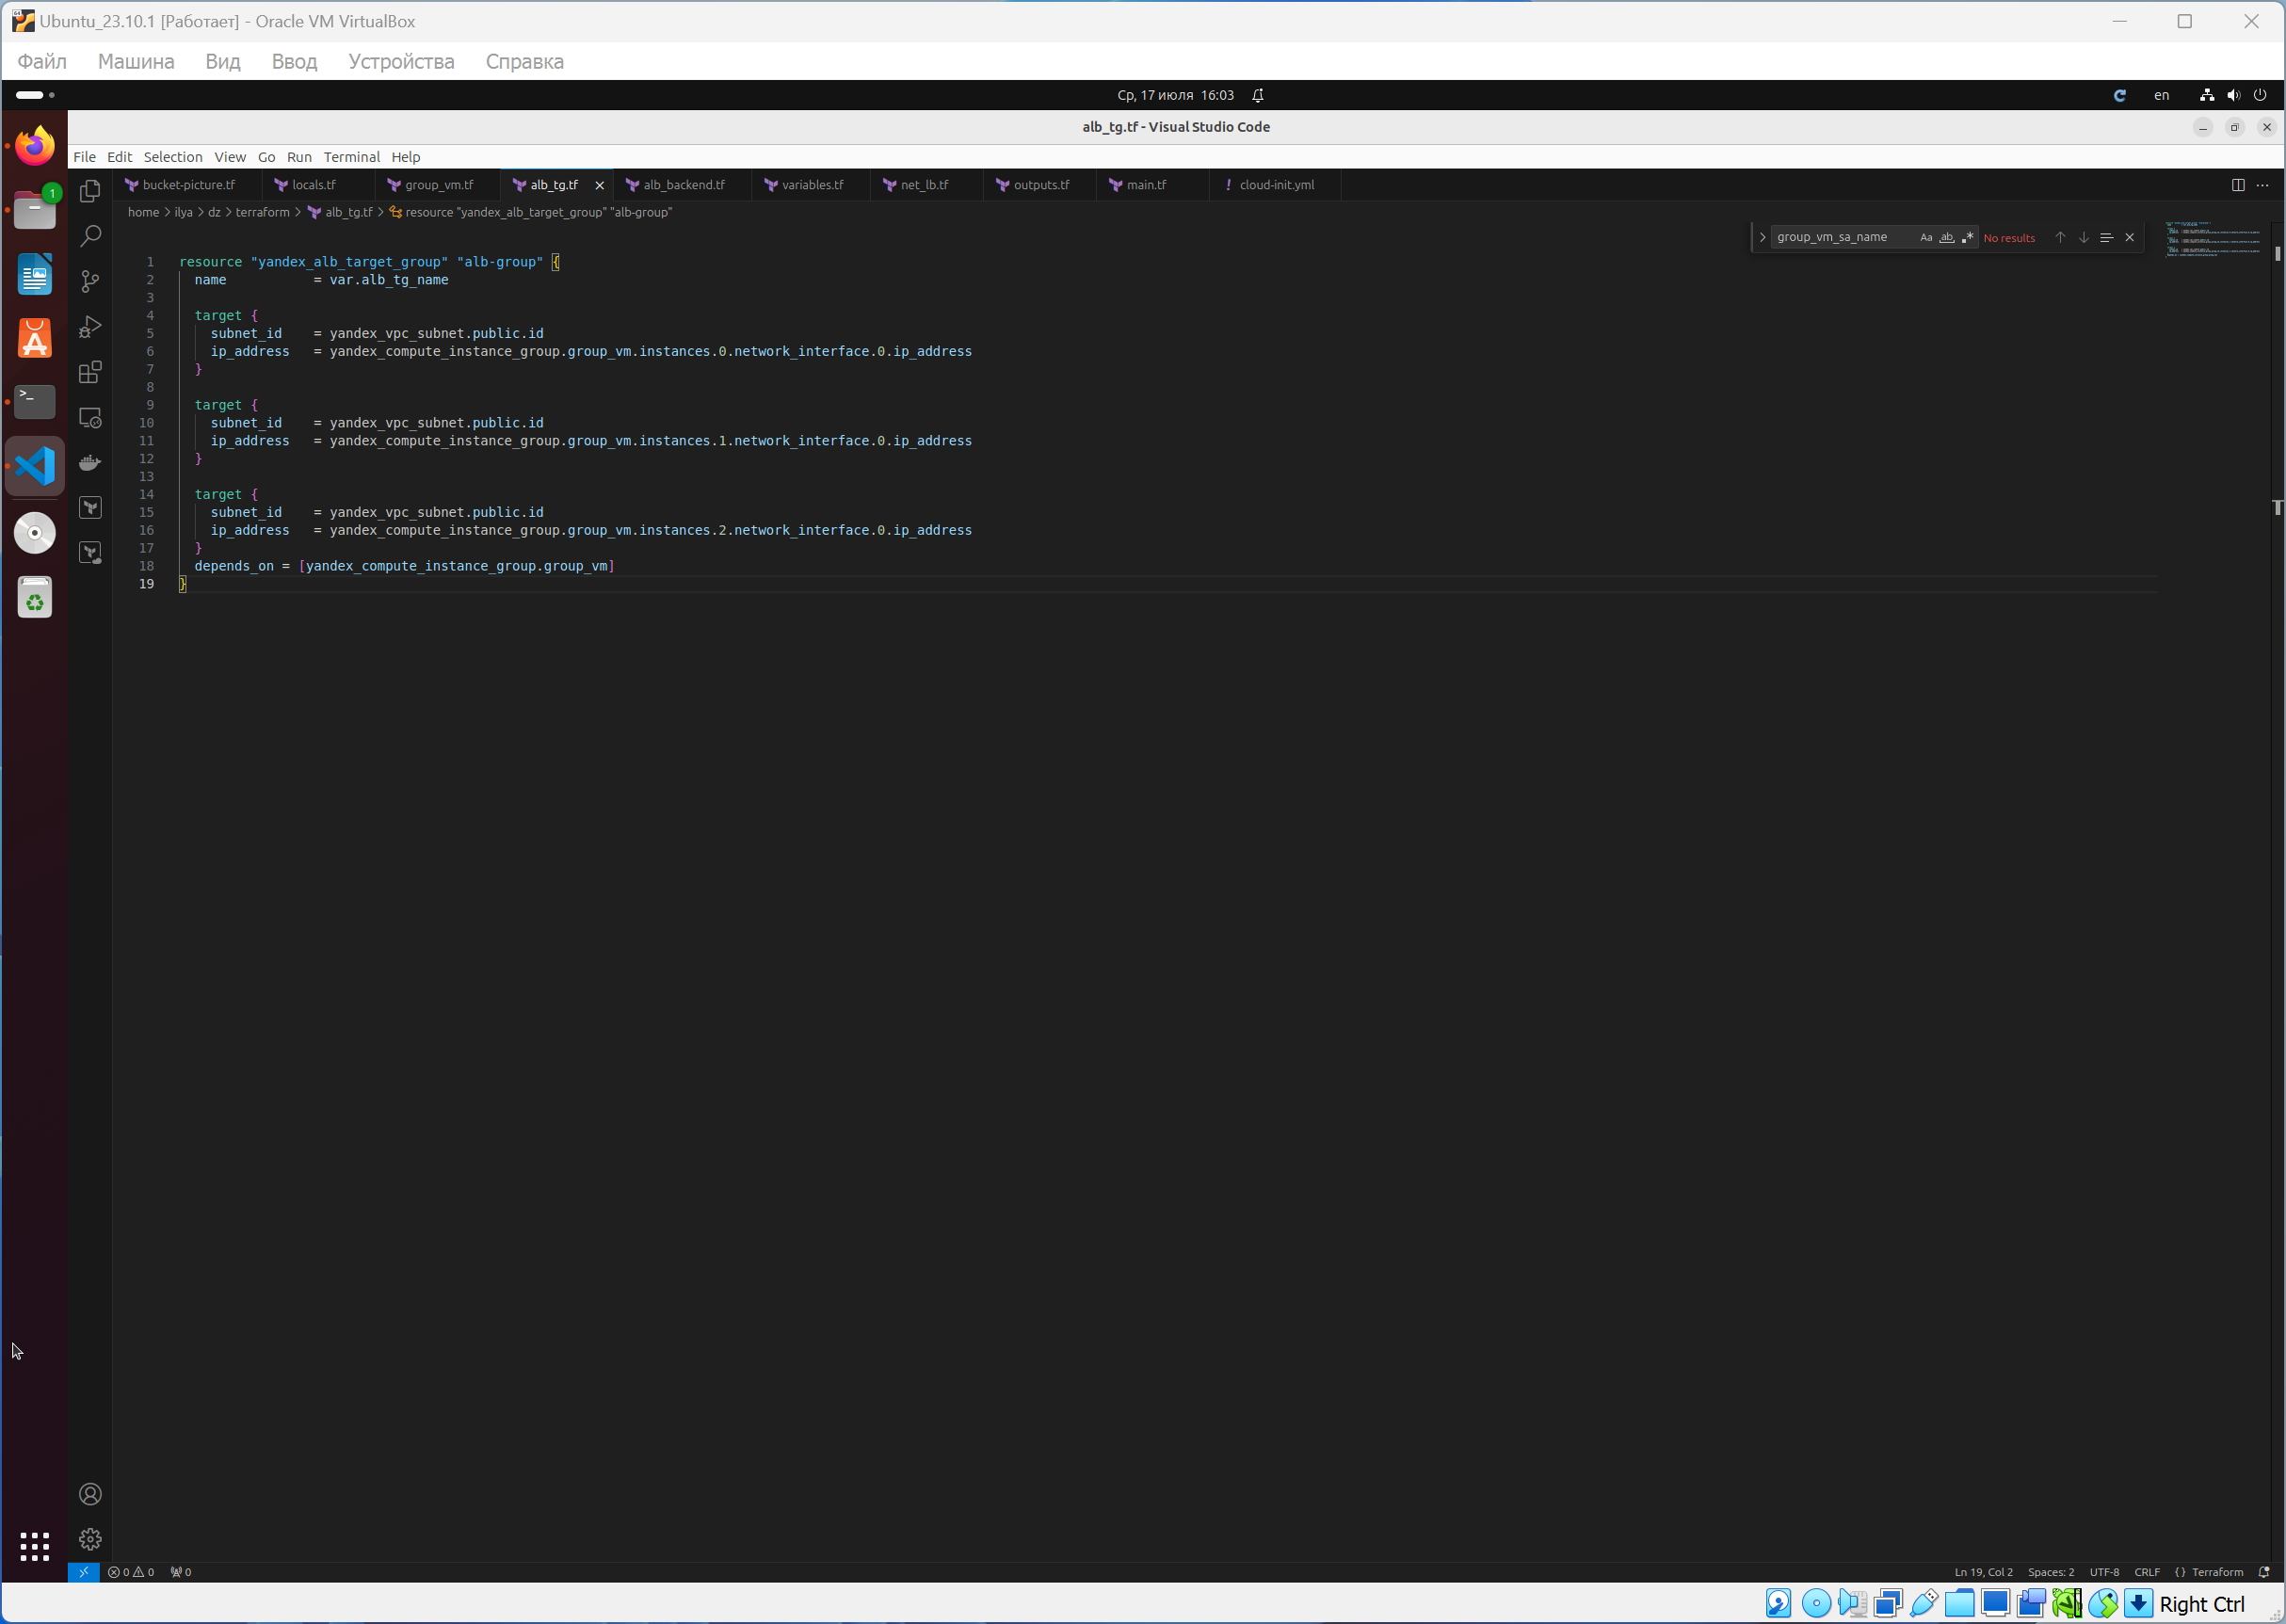 Ubuntu_23.10.1 [Работает] - Oracle VM VirtualBox
Файл Машина Вид Ввод Устройства Справка
Ср, 17 июля 16:03
en
alb_tg.tf - Visual Studio Code
File Edit Selection View Go Run Terminal Help
1
bucket-picture.tf locals.tf group_vm.tf alb_tg.tf alb_backend.tf variables.tf net_lb.tf outputs.tf main.tf ! cloud-init.yml
home > ilya > dz > terraform > alb_tg.tf > resource "yandex_alb_target_group" "alb-group"
> group_vm_sa_name Aa ab .* No results
1 resource "yandex_alb_target_group" "alb-group" {
2 name = var.alb_tg_name
3
4 target {
5 subnet_id = yandex_vpc_subnet.public.id
6 ip_address = yandex_compute_instance_group.group_vm.instances.0.network_interface.0.ip_address
7 }
8
9 target {
10 subnet_id = yandex_vpc_subnet.public.id
11 ip_address = yandex_compute_instance_group.group_vm.instances.1.network_interface.0.ip_address
12 }
13
14 target {
15 subnet_id = yandex_vpc_subnet.public.id
16 ip_address = yandex_compute_instance_group.group_vm.instances.2.network_interface.0.ip_address
17 }
18 depends_on = [yandex_compute_instance_group.group_vm]
19 }
0 0 0
Ln 19, Col 2 Spaces: 2 UTF-8 CRLF {} Terraform
Right Ctrl